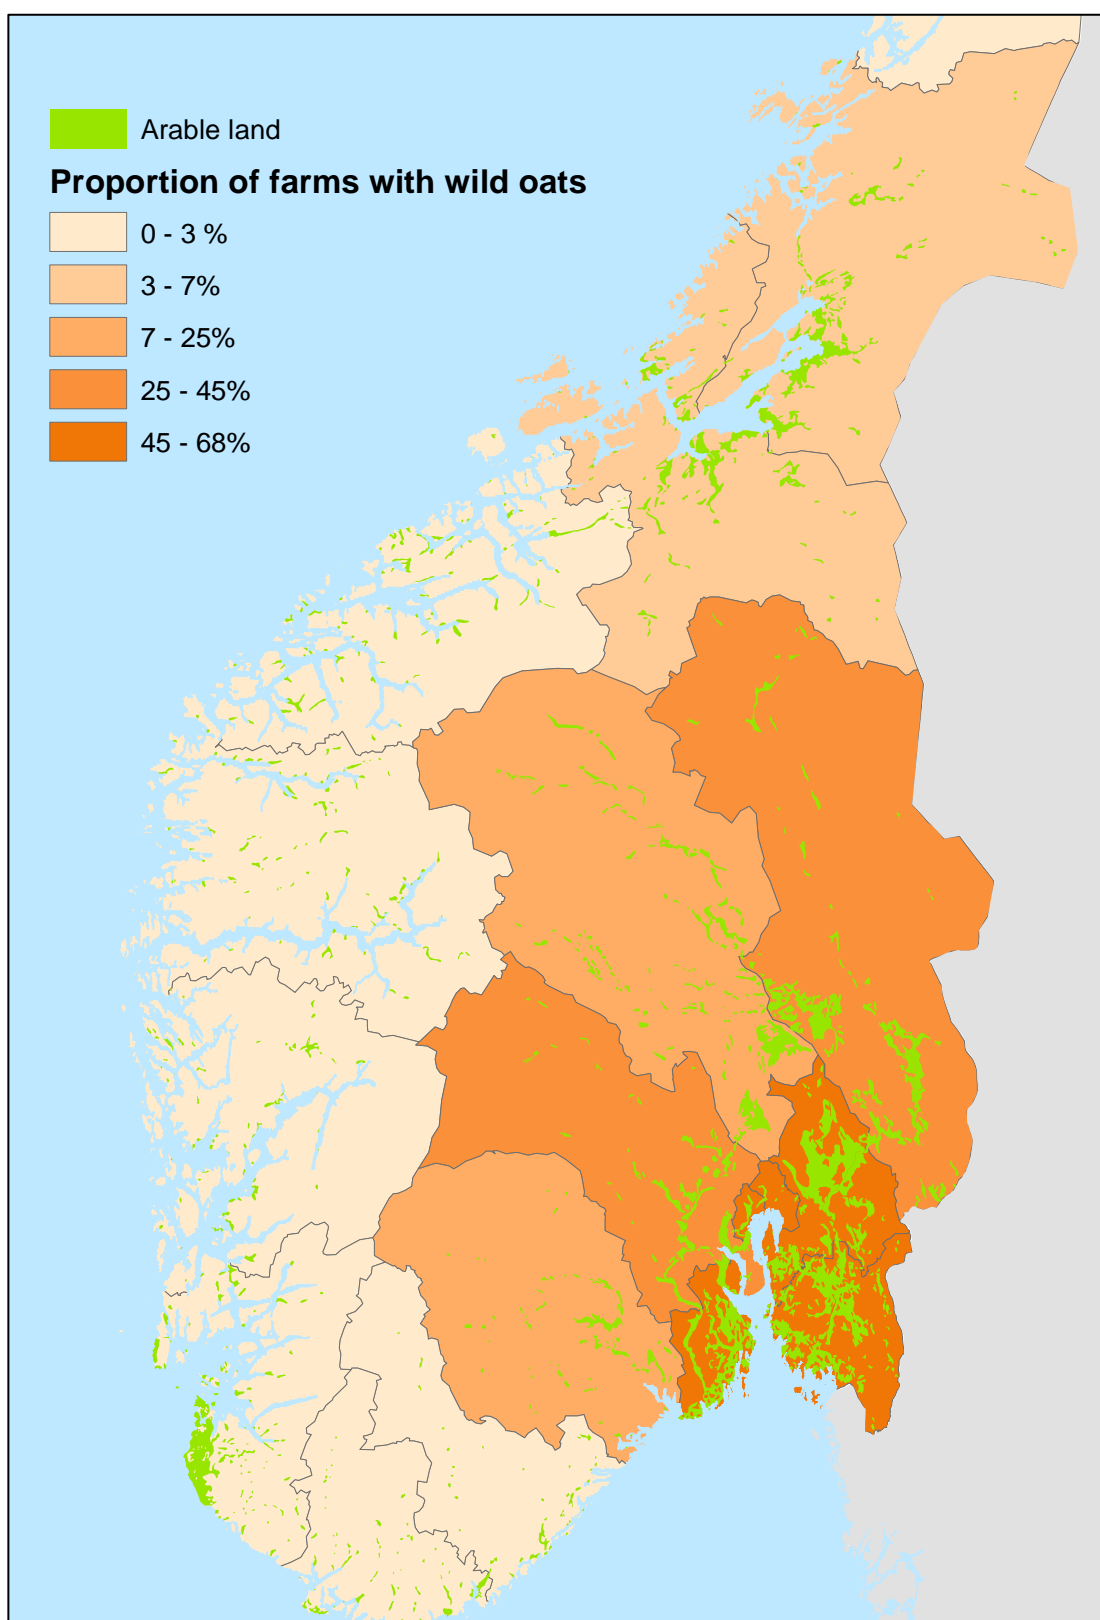 Arable land
Proportion of farms with wild oats
0 - 3 %
3 - 7%
7 - 25%
25 - 45%
45 - 68%